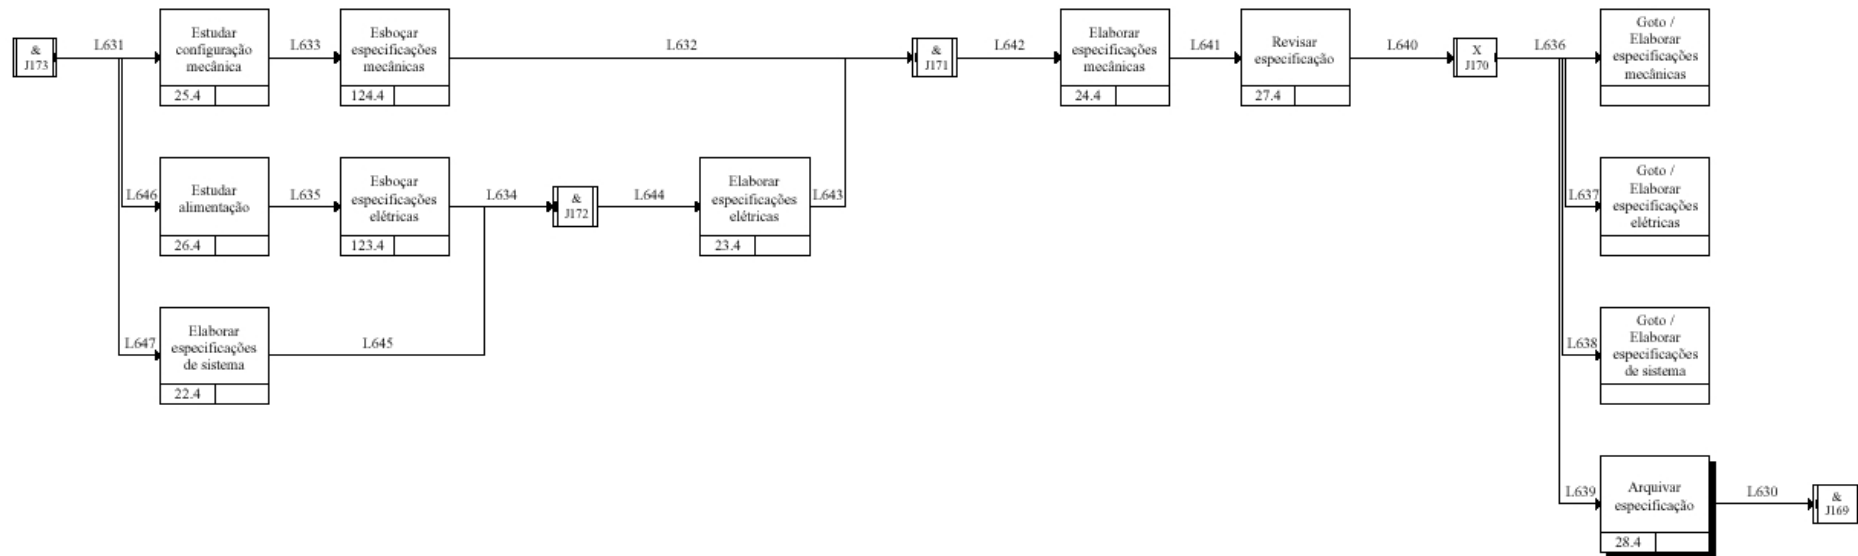 &
J173
L631
Estudar
configuração
mecânica
25.4
L633
Esboçar
especificações
mecânicas
124.4
L632
&
J171
L642
Elaborar
especificações
mecânicas
24.4
L641
Revisar
especificação
27.4
L640
X
J170
L636
Goto /
Elaborar
especificações
mecânicas
L646
Estudar
alimentação
26.4
L635
Esboçar
especificações
elétricas
123.4
L634
&
J172
L644
Elaborar
especificações
elétricas
23.4
L643
L637
Goto /
Elaborar
especificações
elétricas
L647
Elaborar
especificações
de sistema
22.4
L645
L638
Goto /
Elaborar
especificações
de sistema
L639
Arquivar
especificação
28.4
L630
&
J169